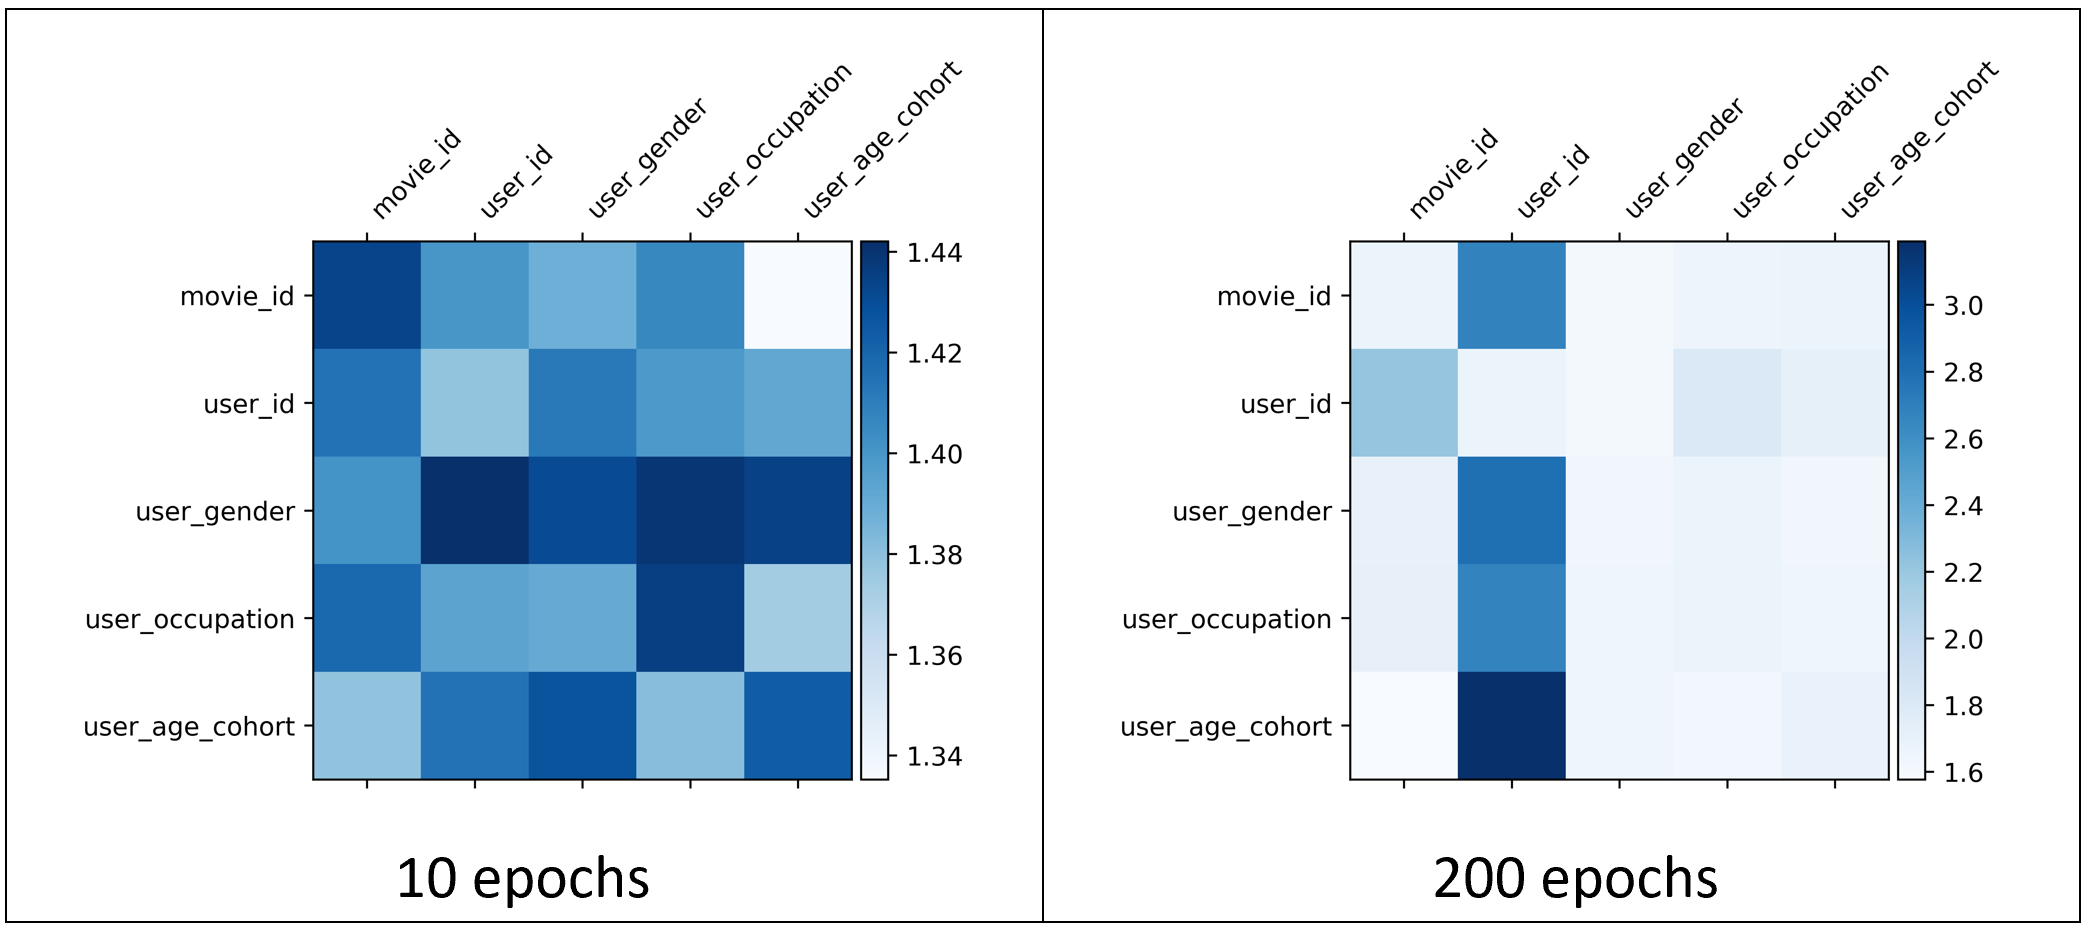 movie_id
user_id
user_gender
user_occupation
user_age_cohort
movie_id
user_id
user_gender
user_occupation
user_age_cohort
1.44
1.42
1.40
1.38
1.36
1.34
10 epochs
movie_id
user_id
user_gender
user_occupation
user_age_cohort
movie_id
user_id
user_gender
user_occupation
user_age_cohort
3.0
2.8
2.6
2.4
2.2
2.0
1.8
1.6
200 epochs